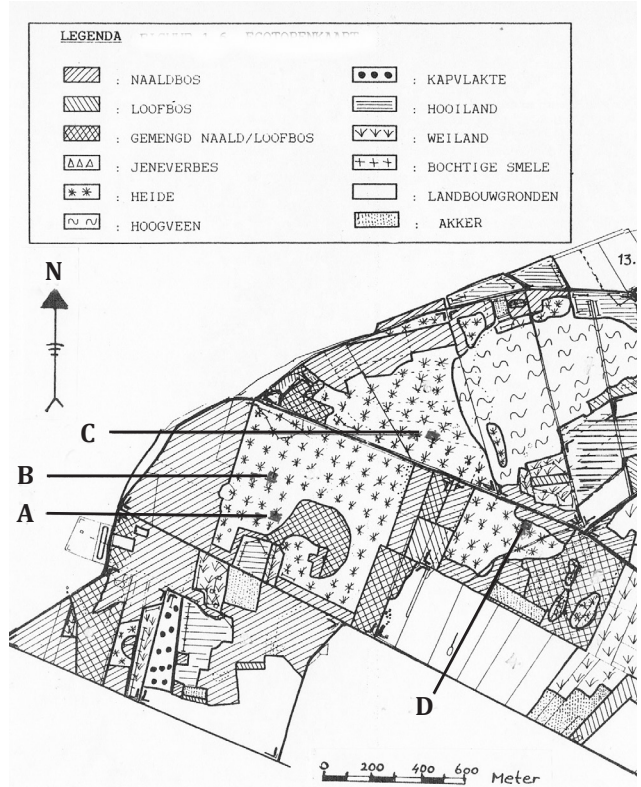 LEGENDA
: NAALDBOS
: LOOFBOS
: GEMENGD NAALD/LOOFBOS
: JENEVERBES
: HEIDE
: HOOGVEEN
: KAPVLAKTE
: HOOILAND
: WEILAND
: BOCHTIGE SMELE
: LANDBOUWGRONDEN
: AKKER
N
13.
C
B
A
D
0 200 400 600 Meter